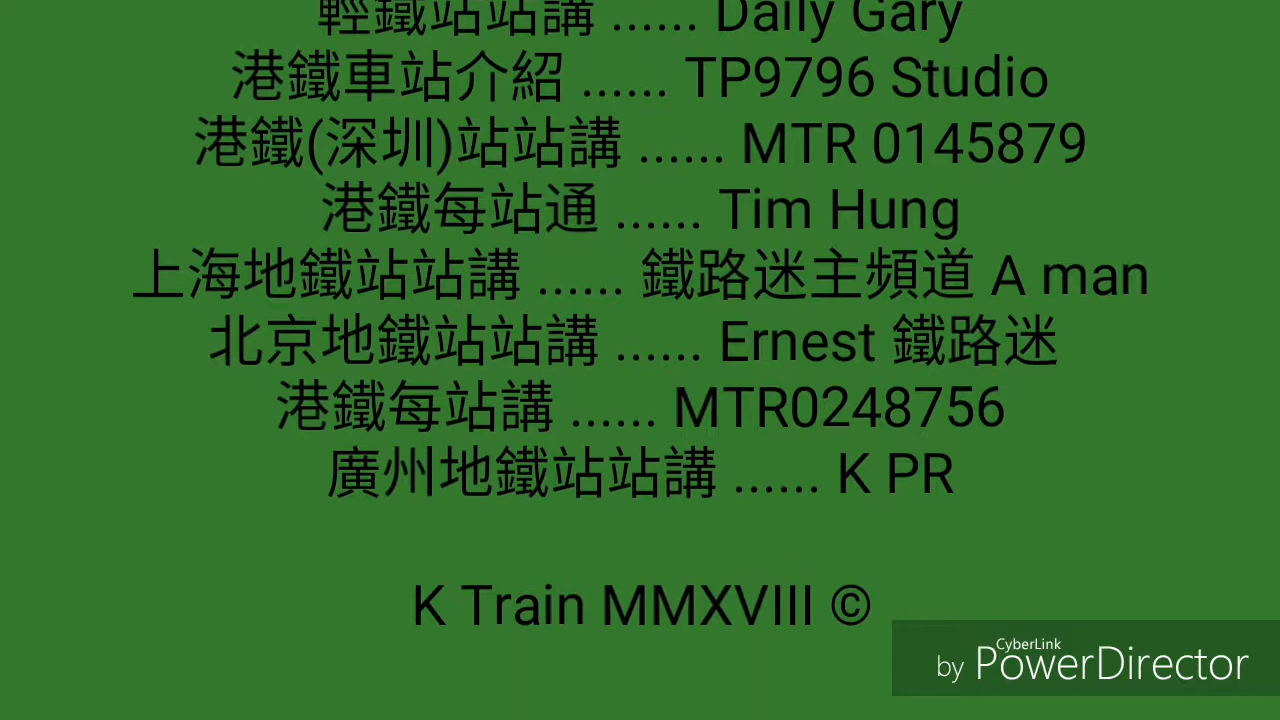 輕鐵站站講 ...... Daily Gary
港鐵車站介紹 ...... TP9796 Studio
港鐵(深圳)站站講 ...... MTR 0145879
港鐵每站通 ...... Tim Hung
上海地鐵站站講 ...... 鐵路迷主頻道 A man
北京地鐵站站講 ...... Ernest 鐵路迷
港鐵每站講 ...... MTR0248756
廣州地鐵站站講 ...... K PR
K Train MMXVIII ©
CyberLink
by PowerDirector